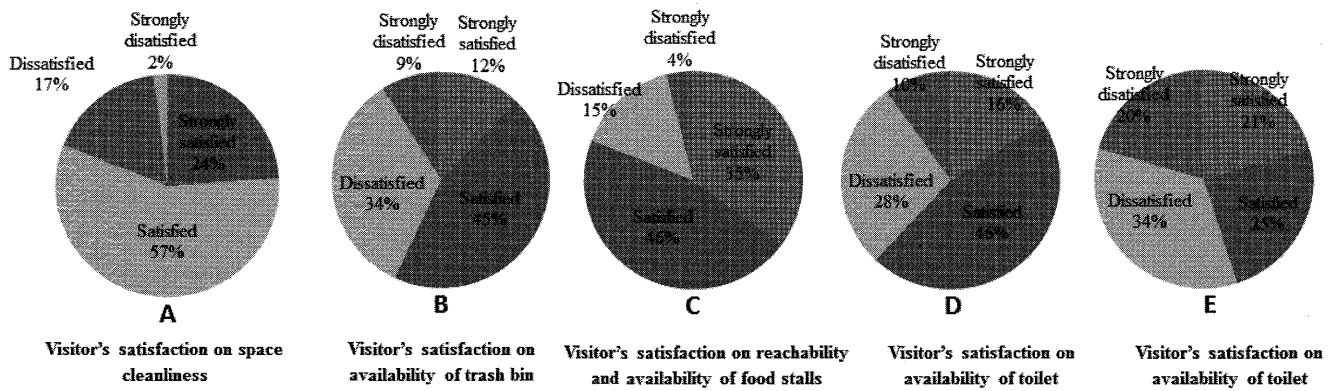 Strongly
disatisfied
2%
Dissatisfied
17%
Strongly
satisfied
24%
Satisfied
57%
A
Visitor's satisfaction on space
cleanliness
Strongly
disatisfied
9%
Strongly
satisfied
12%
Dissatisfied
34%
Satisfied
45%
B
Visitor's satisfaction on
availability of trash bin
Strongly
disatisfied
4%
Dissatisfied
15%
Strongly
satisfied
35%
Satisfied
46%
C
Visitor's satisfaction on reachability
and availability of food stalls
Strongly
disatisfied
10%
Strongly
satisfied
16%
Dissatisfied
28%
Satisfied
46%
D
Visitor's satisfaction on
availability of toilet
Strongly
disatisfied
20%
Strongly
satisfied
21%
Dissatisfied
34%
Satisfied
25%
E
Visitor's satisfaction on
availability of toilet